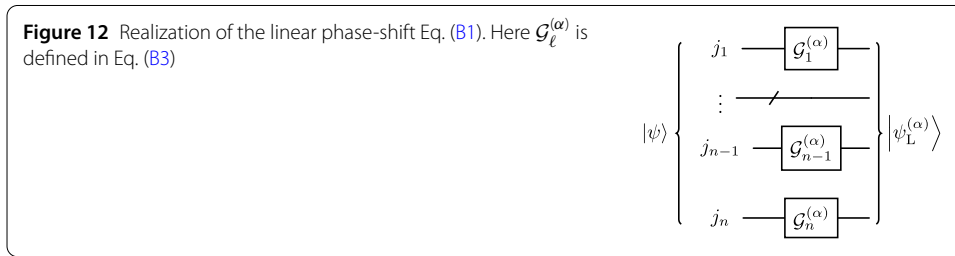 Figure 12 Realization of the linear phase-shift Eq. (B1). Here 𝒢_ℓ^(α) is
defined in Eq. (B3)
j_1 𝒢_1^(α)
⋮
|ψ⟩ j_{n−1} 𝒢_{n−1}^(α) |ψ_L^(α)⟩
j_n 𝒢_n^(α)